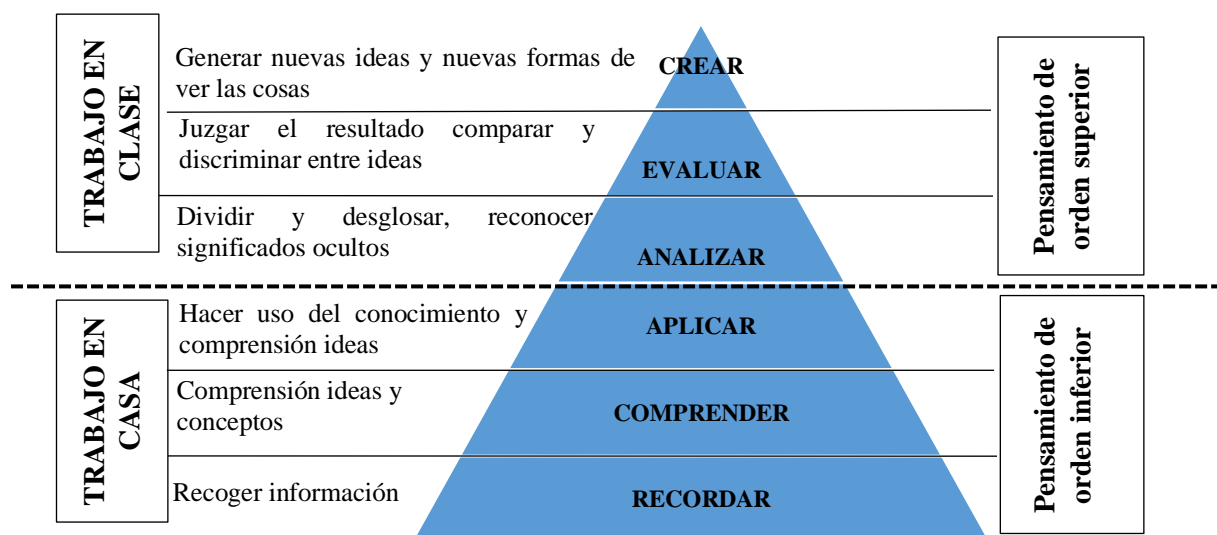 TRABAJO EN
CLASE
Generar nuevas ideas y nuevas formas de
ver las cosas
CREAR
Juzgar el resultado comparar y
discriminar entre ideas
EVALUAR
Dividir y desglosar, reconocer
significados ocultos
ANALIZAR
Pensamiento de
orden superior
TRABAJO EN
CASA
Hacer uso del conocimiento y
comprensión ideas
APLICAR
Comprensión ideas y
conceptos
COMPRENDER
Recoger información
RECORDAR
Pensamiento de
orden inferior